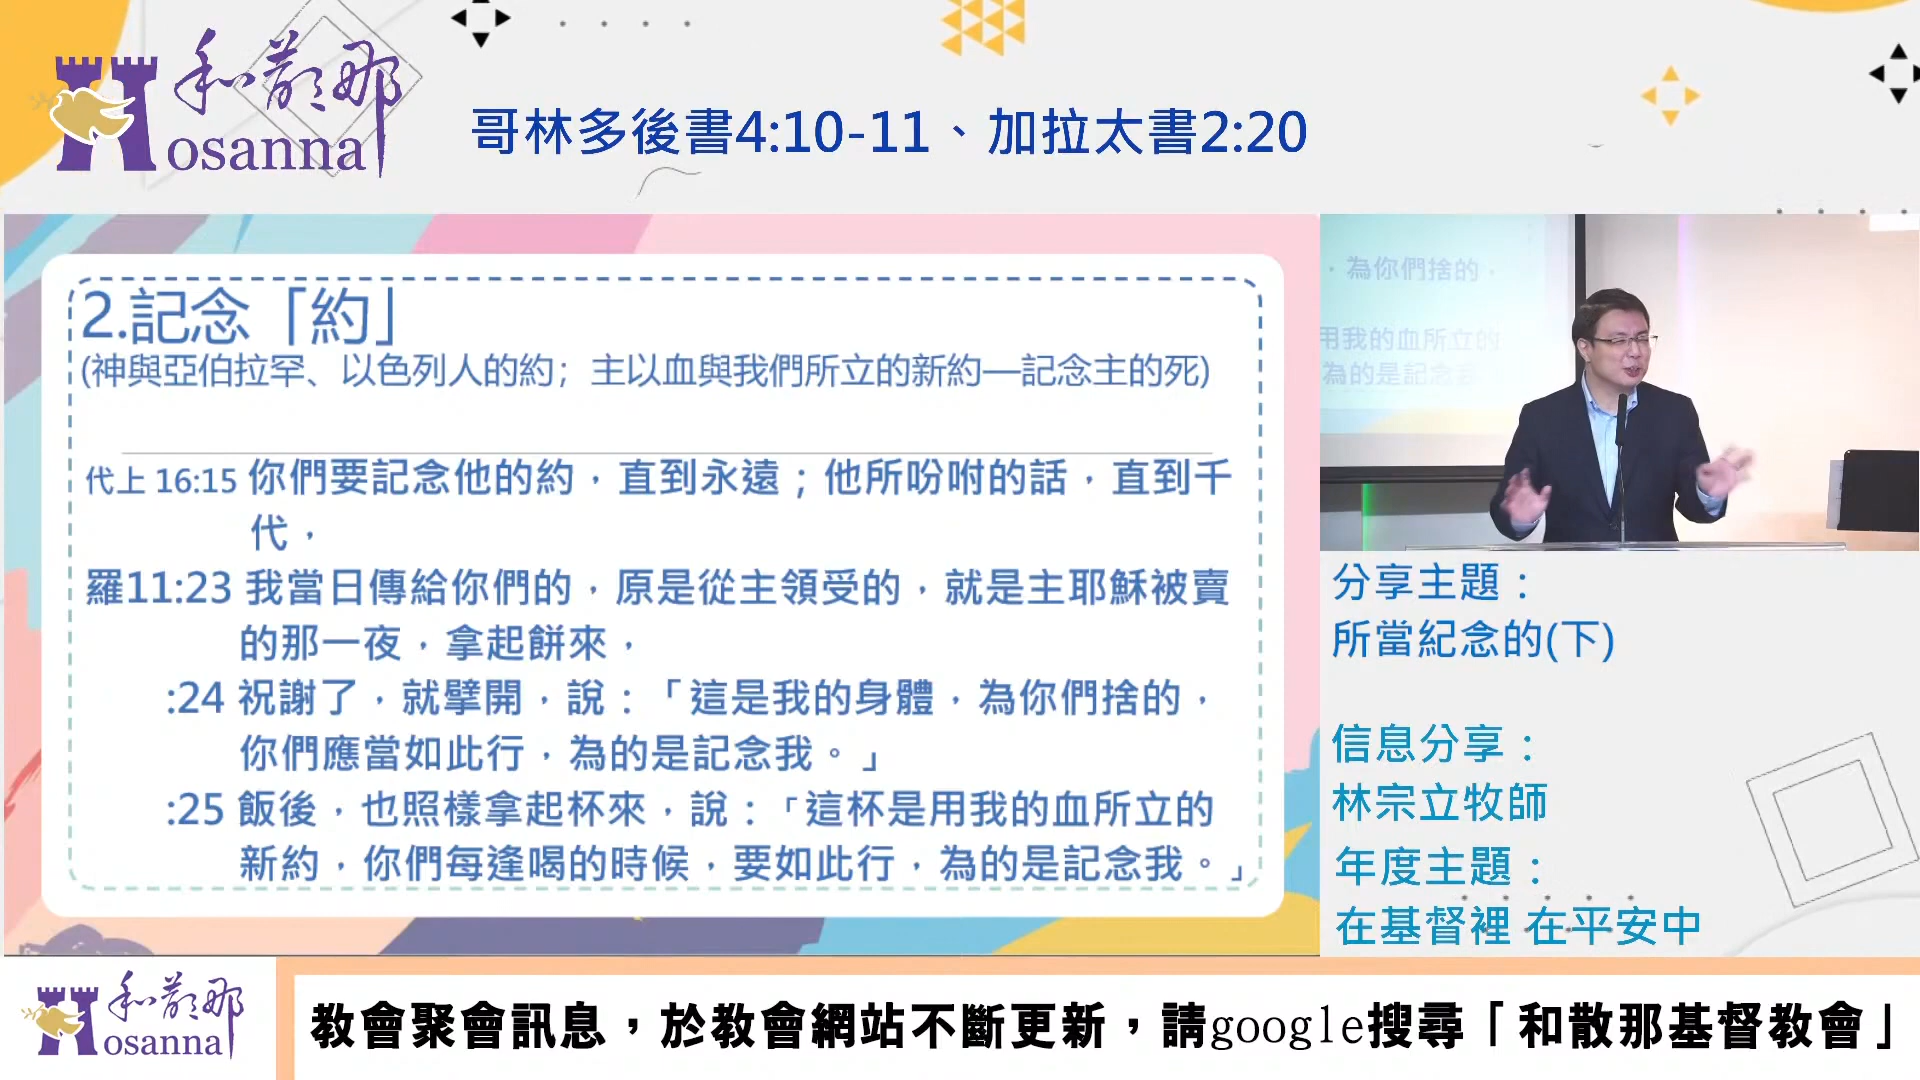 和散那
Hosanna
哥林多後書4:10-11、加拉太書2:20
2.記念「約」
(神與亞伯拉罕、以色列人的約；主以血與我們所立的新約—記念主的死)
代上 16:15 你們要記念他的約，直到永遠；他所吩咐的話，直到千
代，
羅11:23 我當日傳給你們的，原是從主領受的，就是主耶穌被賣
的那一夜，拿起餅來，
:24 祝謝了，就擘開，說：「這是我的身體，為你們捨的，
你們應當如此行，為的是記念我。」
:25 飯後，也照樣拿起杯來，說：「這杯是用我的血所立的
新約，你們每逢喝的時候，要如此行，為的是記念我。」
，為你們捨的，
用我的血所立的
為的是記念我
分享主題：
所當紀念的(下)
信息分享：
林宗立牧師
年度主題：
在基督裡 在平安中
和散那
Hosanna
教會聚會訊息，於教會網站不斷更新，請google搜尋「和散那基督教會」